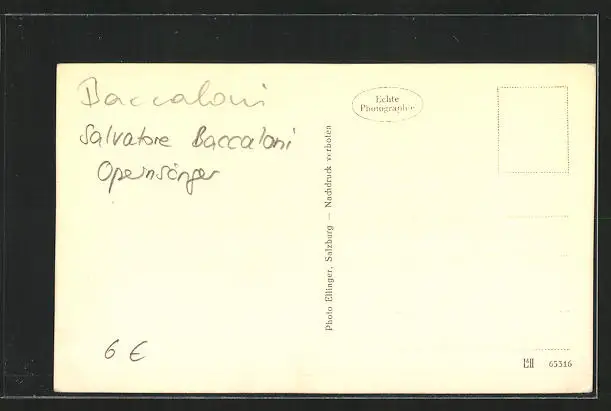 Baccaloni
Salvatore Baccaloni
Opernsänger
6 €
Photo Ellinger, Salzburg — Nachdruck verboten
Echte
Photographie
65316